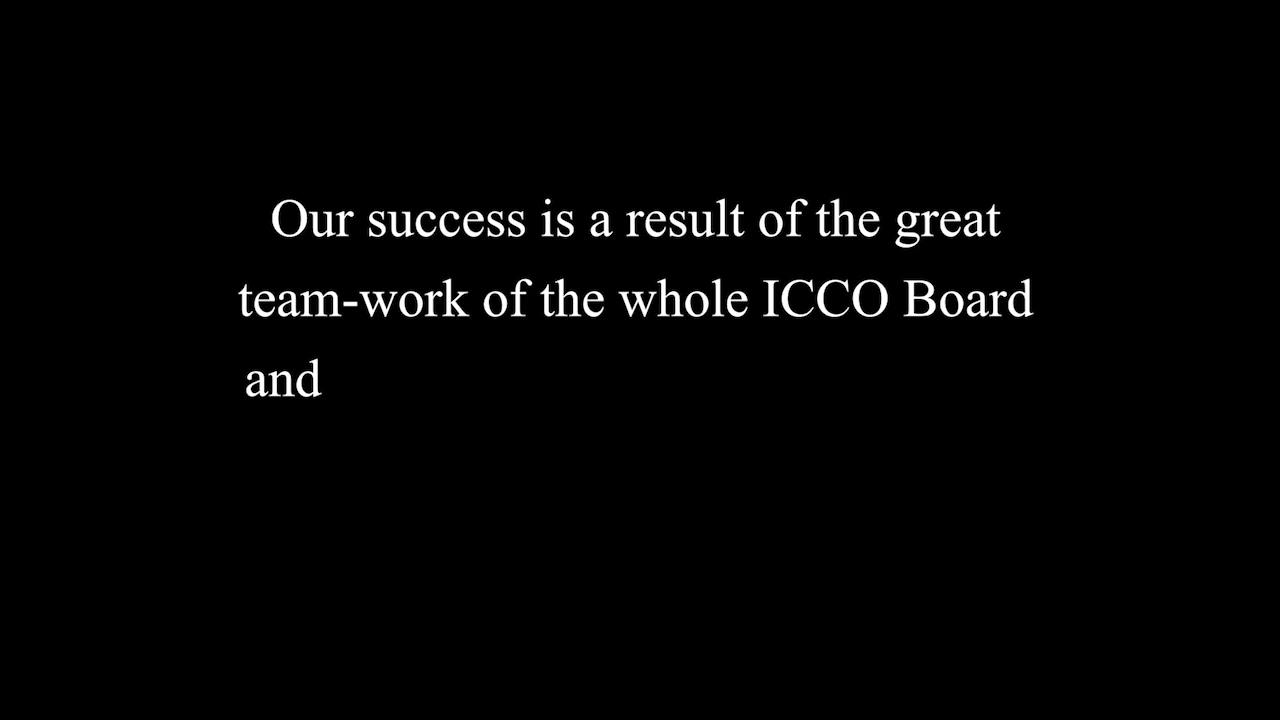 Our success is a result of the great
team-work of the whole ICCO Board
and